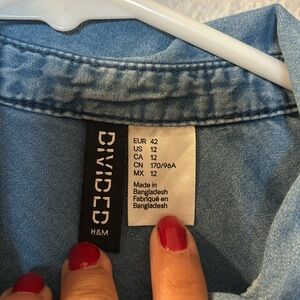 DIVIDED
H&M
EUR 42
US 12
CA 12
CN 170/96A
MX 12
Made in
Bangladesh
Fabriqué en
Bangladesh